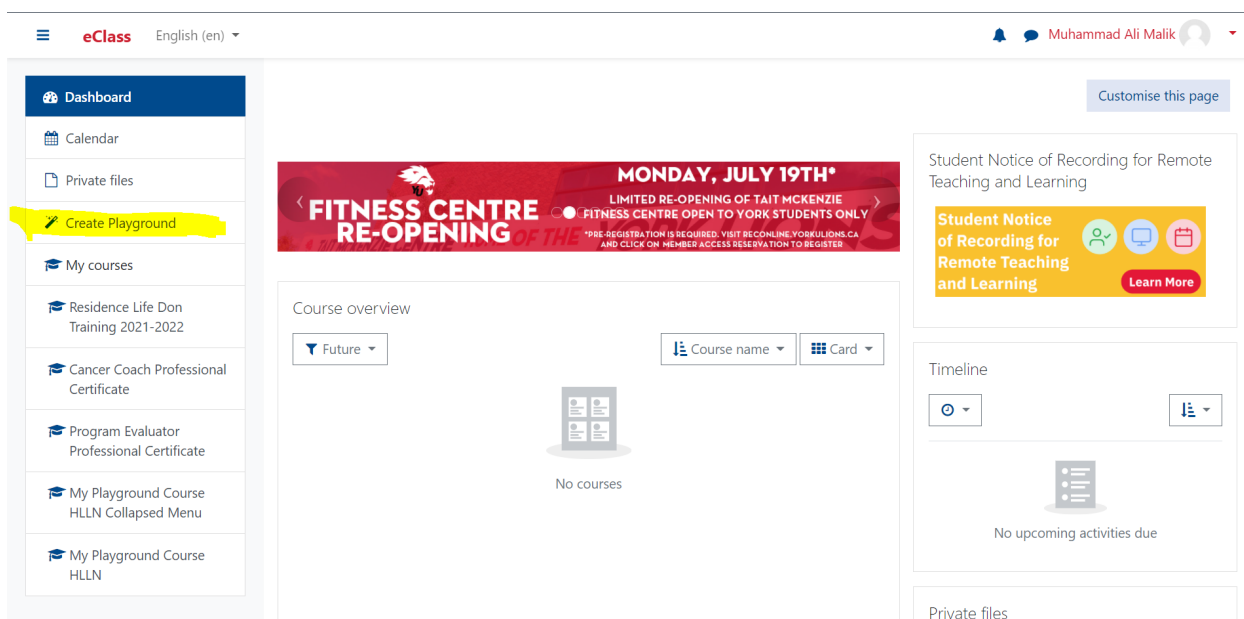 eClass English (en)
Muhammad Ali Malik
Dashboard
Calendar
Private files
Create Playground
My courses
Residence Life Don
Training 2021-2022
Cancer Coach Professional
Certificate
Program Evaluator
Professional Certificate
My Playground Course
HLLN Collapsed Menu
My Playground Course
HLLN
Customise this page
YU
FITNESS CENTRE
RE-OPENING
MONDAY, JULY 19TH*
LIMITED RE-OPENING OF TAIT MCKENZIE
FITNESS CENTRE OPEN TO YORK STUDENTS ONLY
*PRE-REGISTRATION IS REQUIRED. VISIT RECONLINE.YORKULIONS.CA
AND CLICK ON MEMBER ACCESS RESERVATION TO REGISTER
Course overview
Future
Course name
Card
No courses
Student Notice of Recording for Remote
Teaching and Learning
Student Notice
of Recording for
Remote Teaching
and Learning
Learn More
Timeline
No upcoming activities due
Private files